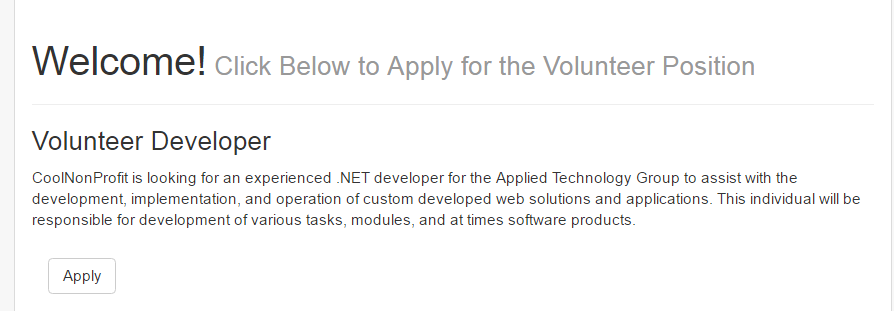 Welcome! Click Below to Apply for the Volunteer Position
Volunteer Developer
CoolNonProfit is looking for an experienced .NET developer for the Applied Technology Group to assist with the
development, implementation, and operation of custom developed web solutions and applications. This individual will be
responsible for development of various tasks, modules, and at times software products.
Apply